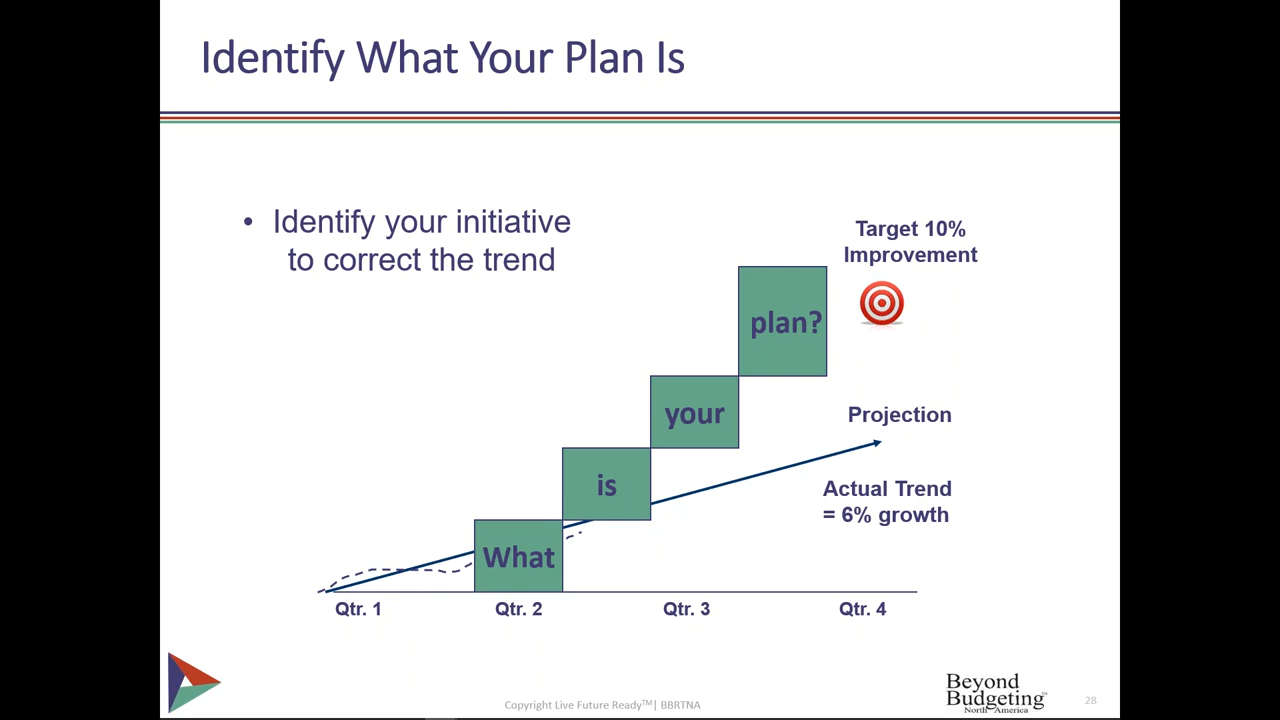 Identify What Your Plan Is
• Identify your initiative
to correct the trend
Target 10%
Improvement
plan?
your
is
What
Projection
Actual Trend
= 6% growth
Qtr. 1 Qtr. 2 Qtr. 3 Qtr. 4
Copyright Live Future Ready™| BBRTNA
Beyond
Budgeting™
North America
28